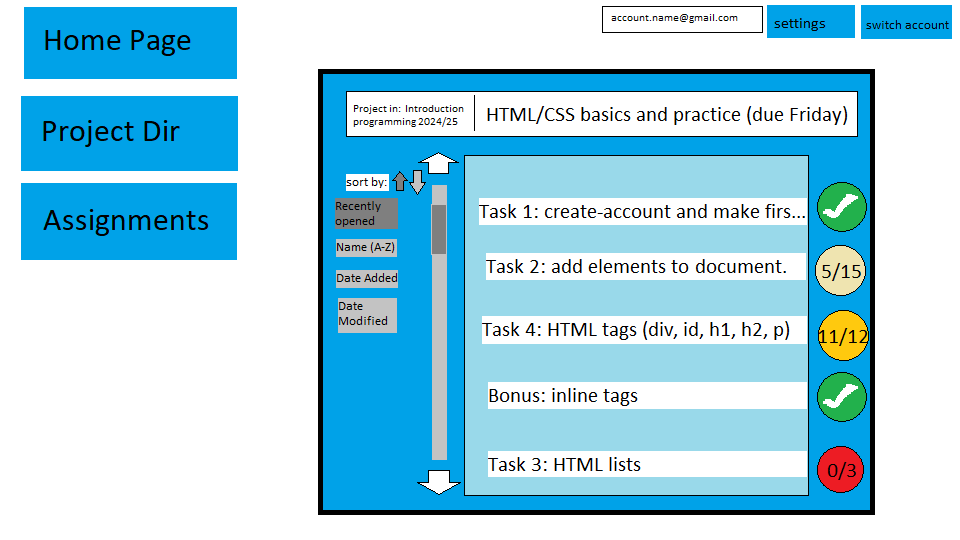 Home Page
Project Dir
Assignments
account.name@gmail.com
settings
switch account
Project in: Introduction
programming 2024/25
HTML/CSS basics and practice (due Friday)
sort by:
Recently
opened
Name (A-Z)
Date Added
Date
Modified
Task 1: create-account and make firs...
Task 2: add elements to document.
5/15
Task 4: HTML tags (div, id, h1, h2, p)
11/12
Bonus: inline tags
Task 3: HTML lists
0/3